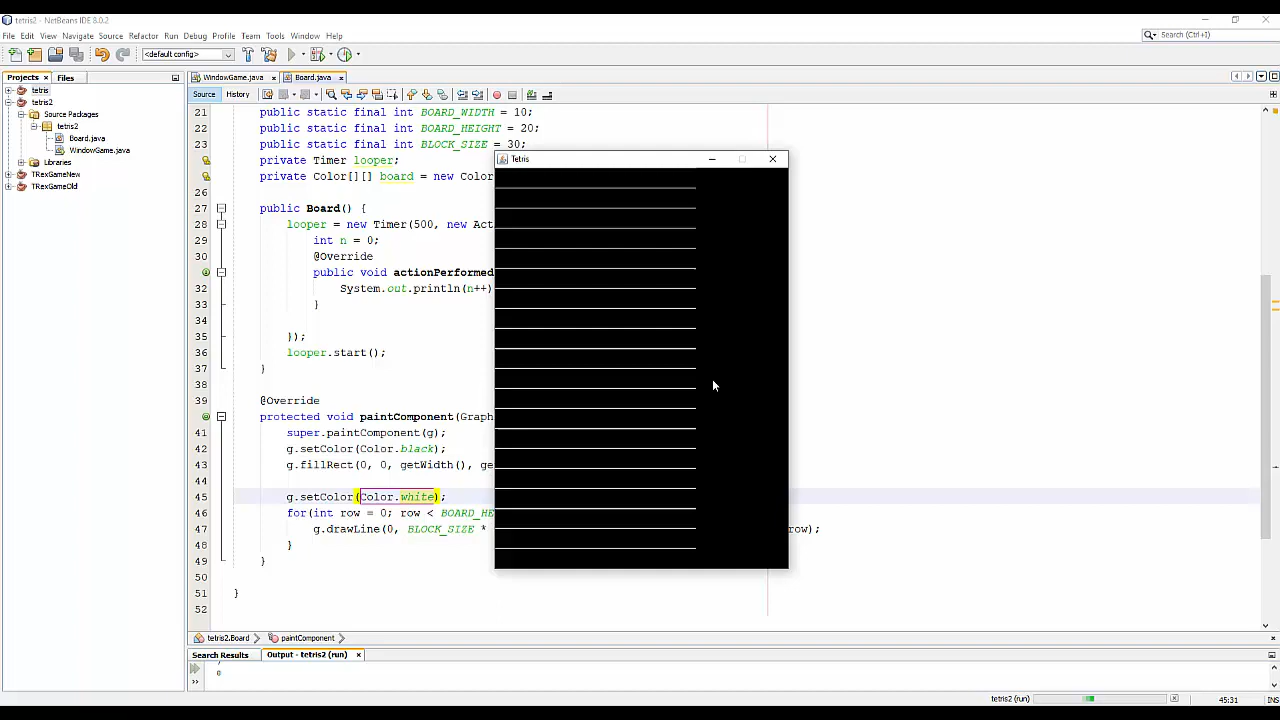 tetris2 - NetBeans IDE 8.0.2
File Edit View Navigate Source Refactor Run Debug Profile Team Tools Window Help
Search (Ctrl+I)
<default config>
Projects Files
WindowGame.java Board.java
Source History
tetris
tetris2
Source Packages
tetris2
Board.java
WindowGame.java
Libraries
TRexGameNew
TRexGameOld
21 public static final int BOARD_WIDTH = 10;
22 public static final int BOARD_HEIGHT = 20;
23 public static final int BLOCK_SIZE = 30;
private Timer looper;
private Color[][] board = new Color
26
27 public Board() {
28 looper = new Timer(500, new Act
29 int n = 0;
30 @Override
public void actionPerformed
32 System.out.println(n++)
33 }
34
35 });
36 looper.start();
37 }
38
39 @Override
protected void paintComponent(Graph
41 super.paintComponent(g);
42 g.setColor(Color.black);
43 g.fillRect(0, 0, getWidth(), ge
44
45 g.setColor(Color.white);
46 for(int row = 0; row < BOARD_HE
47 g.drawLine(0, BLOCK_SIZE * row);
48 }
49 }
50
51 }
52
Tetris
tetris2.Board paintComponent
Search Results Output - tetris2 (run)
0
tetris2 (run) 45:31 INS